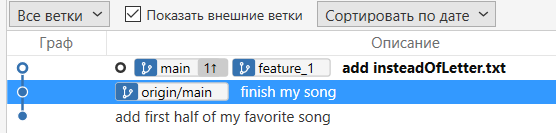 Все ветки Показать внешние ветки Сортировать по дате
Граф Описание
main 1↑ feature_1 add insteadOfLetter.txt
origin/main finish my song
add first half of my favorite song